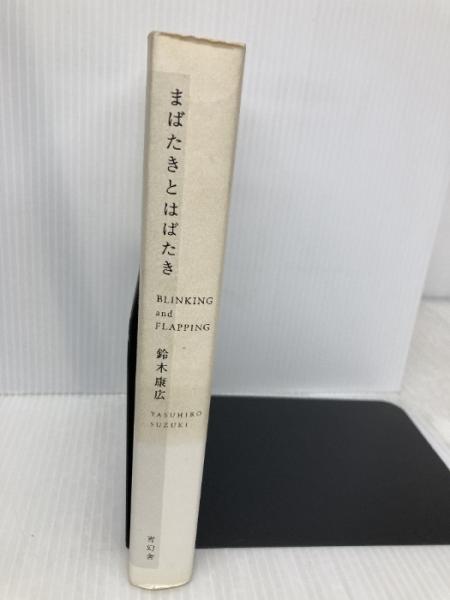 まばたきとはばたき
BLINKING
and
FLAPPING
鈴木康広
YASUHIRO
SUZUKI
青幻舎